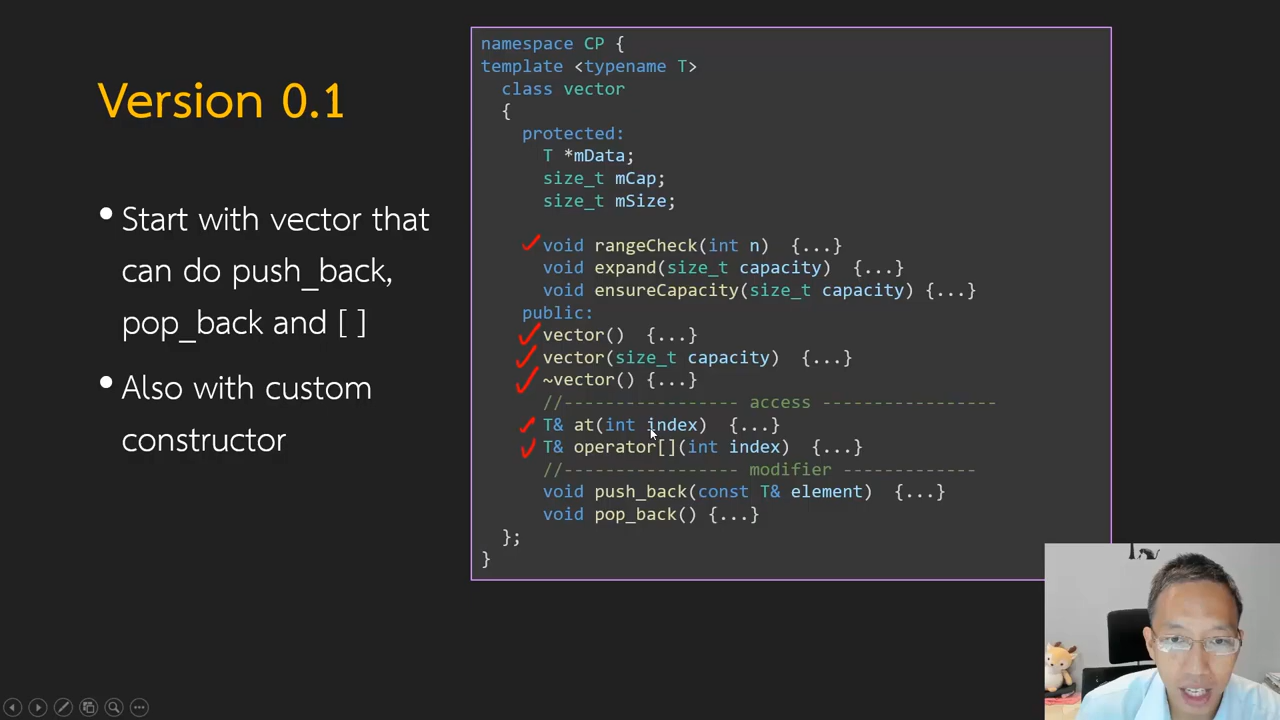 Version 0.1
• Start with vector that
can do push_back,
pop_back and [ ]
• Also with custom
constructor
namespace CP {
template <typename T>
class vector
{
protected:
T *mData;
size_t mCap;
size_t mSize;
void rangeCheck(int n) {...}
void expand(size_t capacity) {...}
void ensureCapacity(size_t capacity) {...}
public:
vector() {...}
vector(size_t capacity) {...}
~vector() {...}
//----------------- access -----------------
T& at(int index) {...}
T& operator[](int index) {...}
//----------------- modifier -------------
void push_back(const T& element) {...}
void pop_back() {...}
};
}